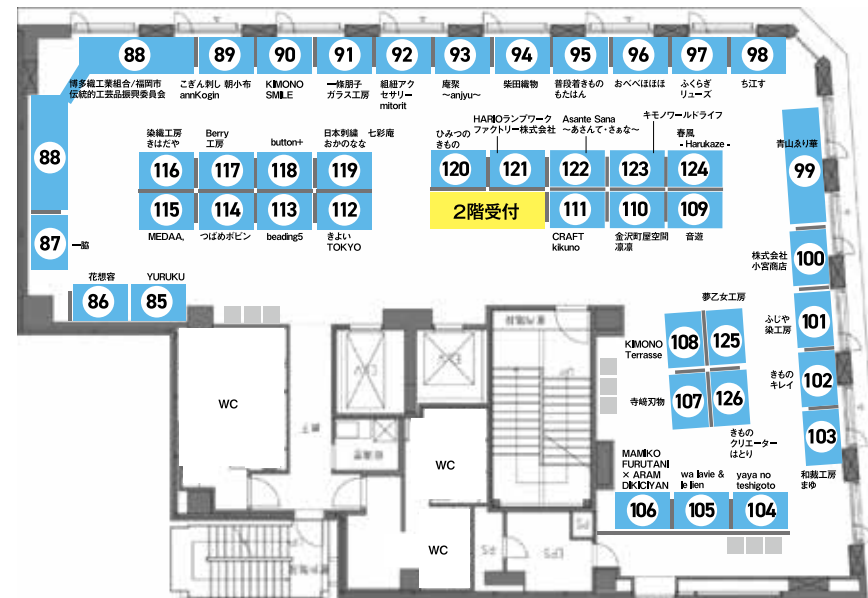 88
89
90
91
92
93
94
95
96
97
98
博多織工業組合/福岡市
伝統的工芸品振興委員会
こぎん刺し 朝小布
annKogin
KIMONO
SMILE
一條朋子
ガラス工房
組紐アク
セサリー
mitorit
庵棸
〜anjyu〜
柴田織物
普段着きもの
もたはん
おべべほほほ
ふくらぎ
リューズ
ち江す
88
87
一脇
花想容
86
YURUKU
85
染織工房
きはだや
Berry
工房
button+
日本刺繍 七彩庵
おかのなな
116
117
118
119
115
114
113
112
MEDAA,
つばめボビン
beading5
きよい
TOKYO
ひみつの
きもの
HARIOランプワーク
ファクトリー株式会社
Asante Sana
〜あさんて・さぁな〜
キモノワールドライフ
春風
- Harukaze -
120
121
122
123
124
2階受付
111
110
109
CRAFT
kikuno
金沢町屋空間
凛凛
音遊
青山ゑり華
99
株式会社
小宮商店
100
ふじや
染工房
101
きもの
キレイ
102
103
和裁工房
まゆ
夢乙女工房
KIMONO
Terrasse
108
125
寺﨑刃物
107
126
きもの
クリエーター
はとり
MAMIKO
FURUTANI
× ARAM
DIKICIYAN
wa lavie &
le lien
yaya no
teshigoto
106
105
104
WC
WC
WC